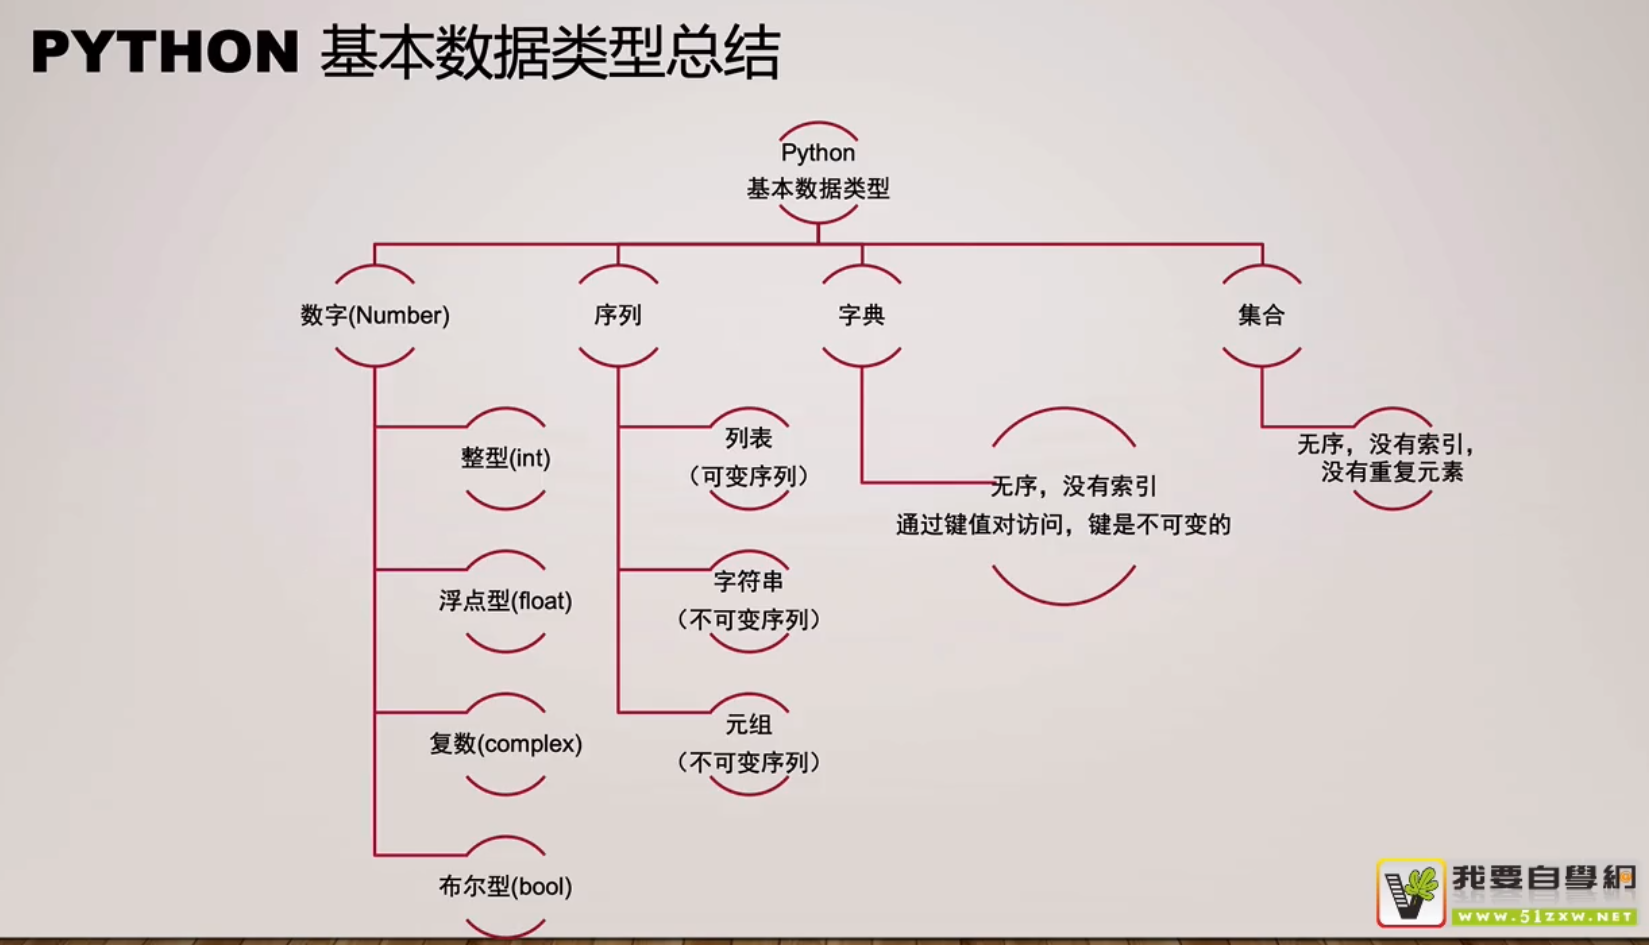 PYTHON 基本数据类型总结
Python
基本数据类型
数字(Number)
序列
字典
集合
整型(int)
浮点型(float)
复数(complex)
布尔型(bool)
列表
（可变序列）
字符串
（不可变序列）
元组
（不可变序列）
无序，没有索引
通过键值对访问，键是不可变的
无序，没有索引，
没有重复元素
我要自學網
WWW.51ZXW.NET